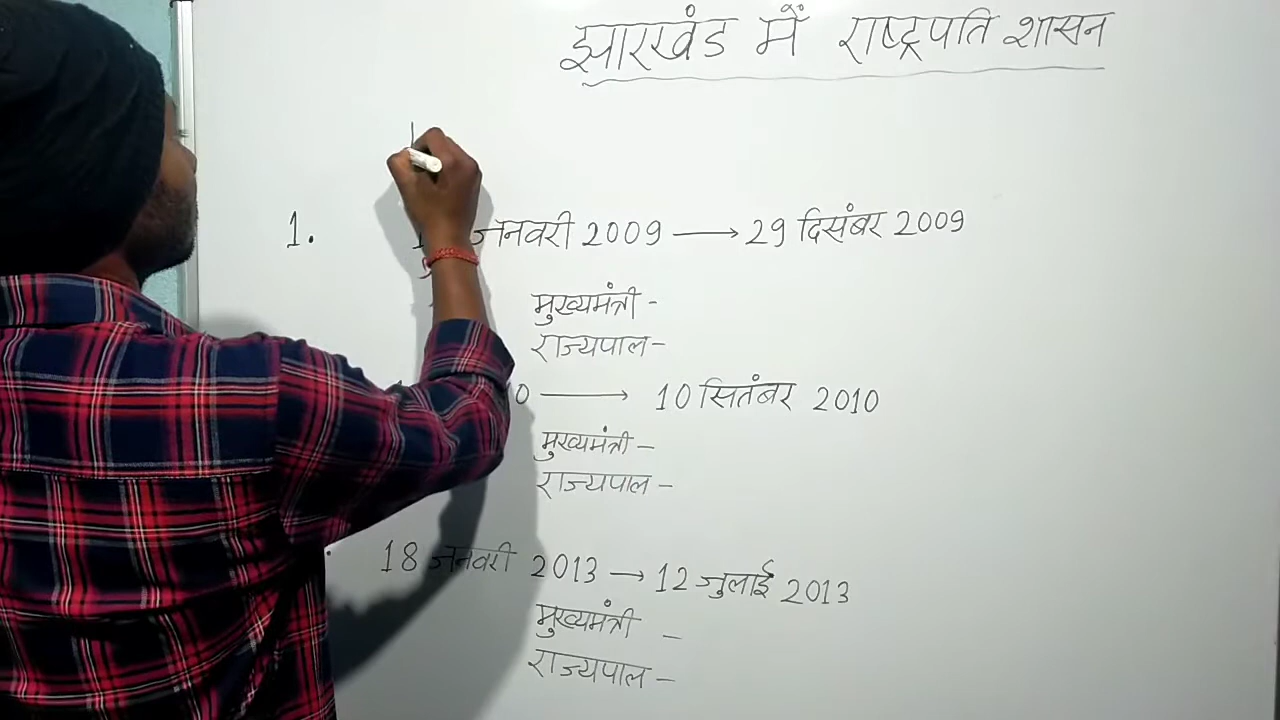 झारखंड में राष्ट्रपति शासन
1. जनवरी 2009 → 29 दिसंबर 2009
मुख्यमंत्री -
राज्यपाल -
→ 10 सितंबर 2010
मुख्यमंत्री -
राज्यपाल -
18 जनवरी 2013 → 12 जुलाई 2013
मुख्यमंत्री -
राज्यपाल -